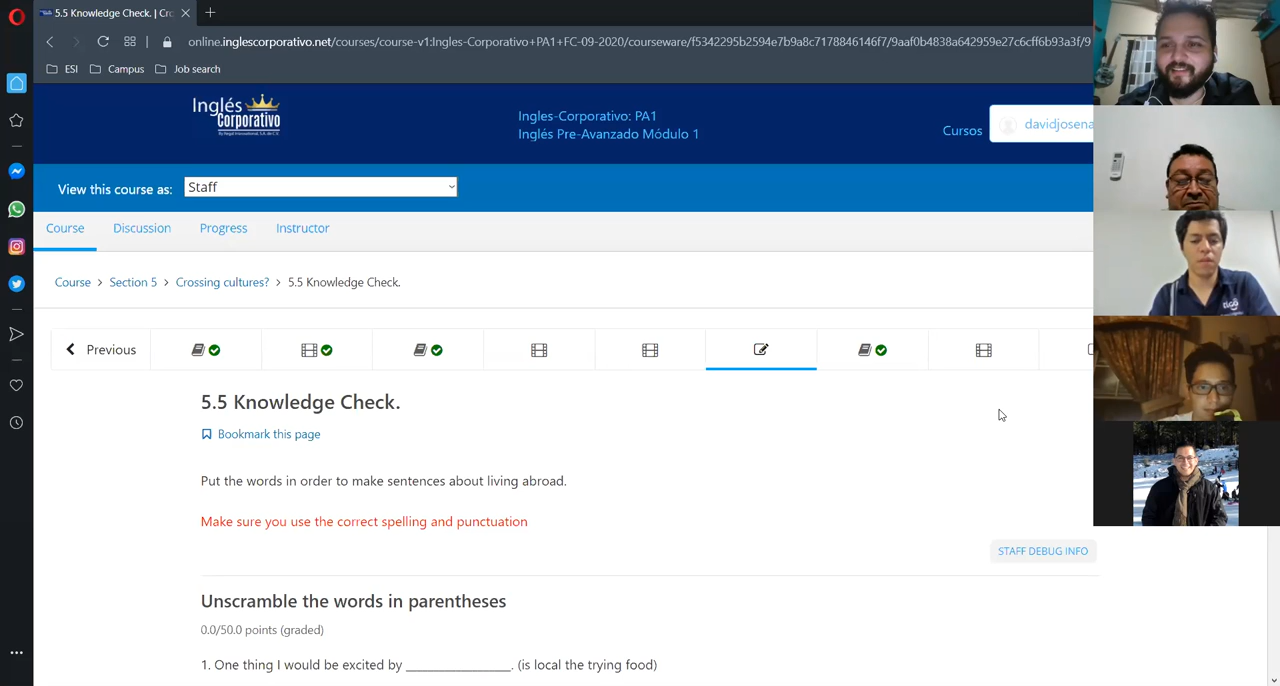 5.5 Knowledge Check. | Cro
online.inglescorporativo.net/courses/course-v1:Ingles-Corporativo+PA1+FC-09-2020/courseware/f5342295b2594e7b9a8c7178846146f7/9aaf0b4838a642959e27c6cff6b93a3f/9
ESI Campus Job search
Inglés
Corporativo
Ingles-Corporativo: PA1
Inglés Pre-Avanzado Módulo 1
Cursos
davidjosena
View this course as: Staff
Course Discussion Progress Instructor
Course > Section 5 > Crossing cultures? > 5.5 Knowledge Check.
Previous
5.5 Knowledge Check.
Bookmark this page
Put the words in order to make sentences about living abroad.
Make sure you use the correct spelling and punctuation
STAFF DEBUG INFO
Unscramble the words in parentheses
0.0/50.0 points (graded)
1. One thing I would be excited by ___________________. (is local the trying food)
tigo